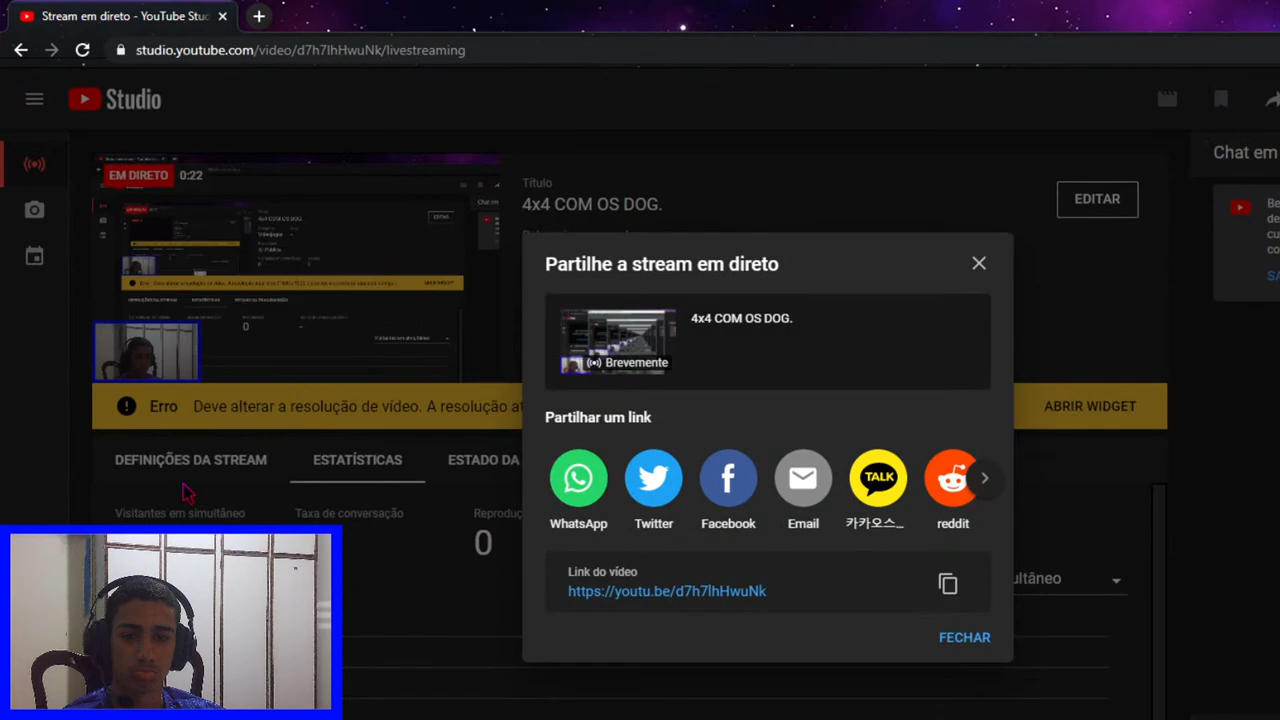 Stream em direto - YouTube Stu
studio.youtube.com/video/d7h7lhHwuNk/livestreaming
Studio
EM DIRETO 0:22
Título
4x4 COM OS DOG.
EDITAR
Chat em
Partilhe a stream em direto
4x4 COM OS DOG.
Brevemente
Erro Deve alterar a resolução de vídeo. A resolução at
ABRIR WIDGET
Partilhar um link
DEFINIÇÕES DA STREAM ESTATÍSTICAS ESTADO DA
TALK
WhatsApp Twitter Facebook Email 카카오스... reddit
Visitantes em simultâneo Taxa de conversação Reproduç
0
Link do vídeo
https://youtu.be/d7h7lhHwuNk
ultâneo
FECHAR